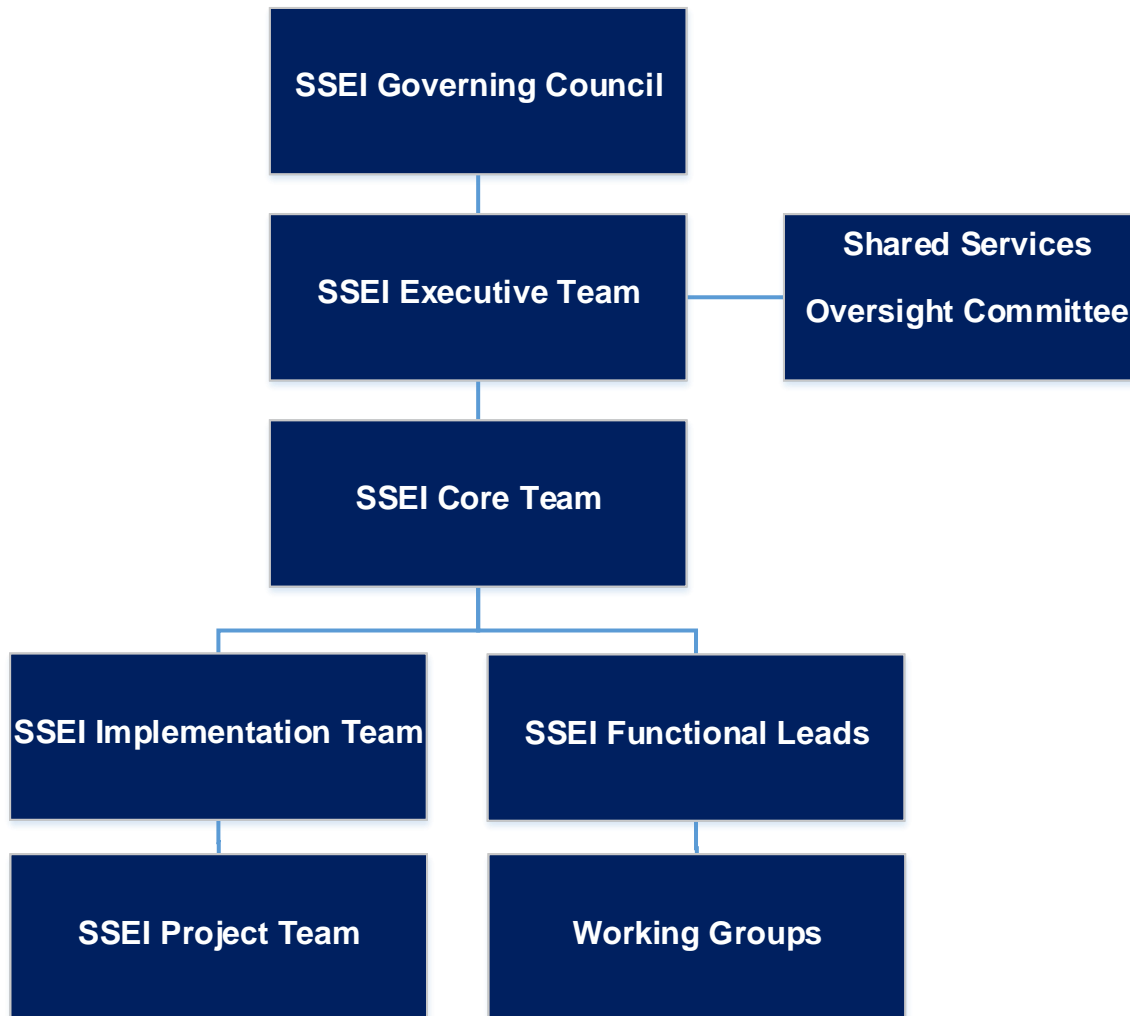 SSEI Governing Council
SSEI Executive Team
Shared Services
Oversight Committee
SSEI Core Team
SSEI Implementation Team
SSEI Functional Leads
SSEI Project Team
Working Groups